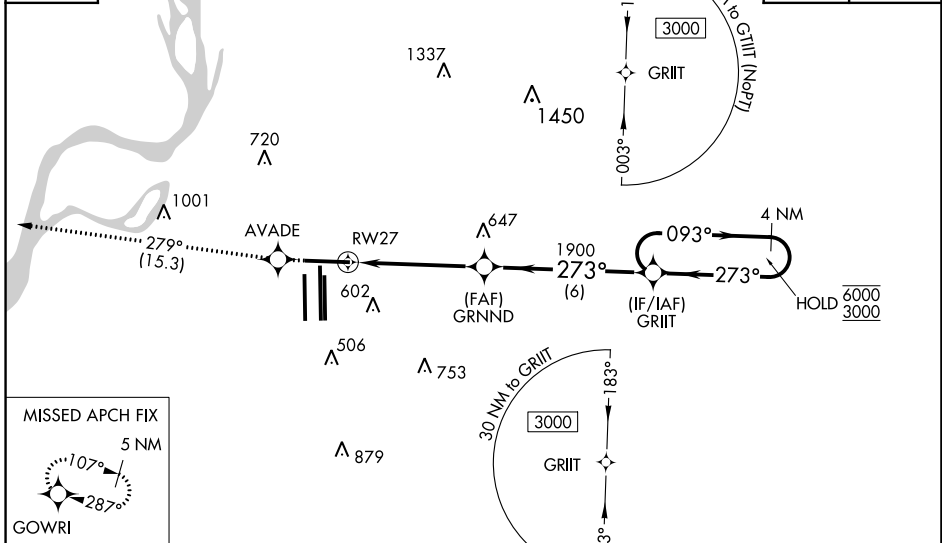 3000
to GTIIT (NoPT)
GRIIT
003°
1337
1450
720
1001
AVADE
RW27
647
1900
273°
(6)
093°
4 NM
273°
279°
(15.3)
602
(FAF)
GRNND
(IF/IAF)
GRIIT
HOLD 6000
3000
506
753
30 NM to GRIIT
183°
3000
GRIIT
879
MISSED APCH FIX
5 NM
107°
287°
GOWRI